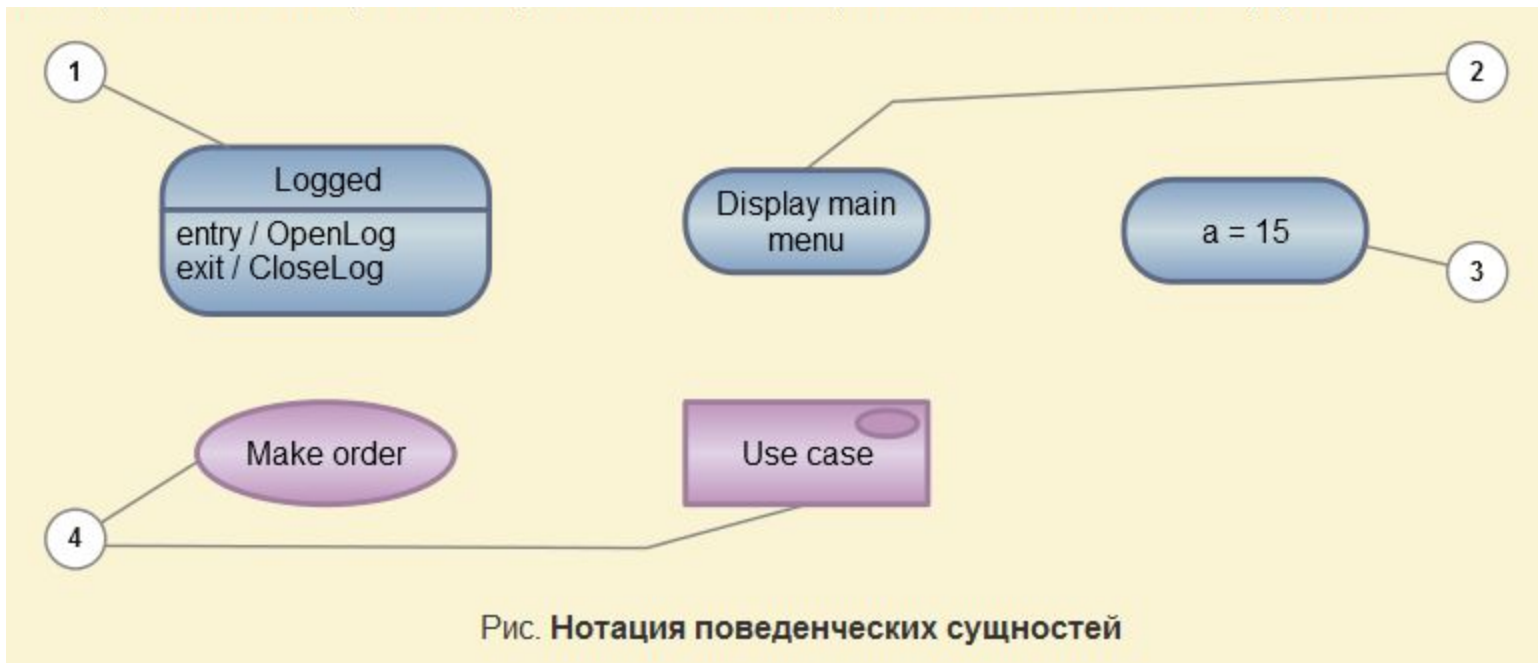 1
2
Logged
entry / OpenLog
exit / CloseLog
Display main
menu
a = 15
3
Make order
Use case
4
Рис. Нотация поведенческих сущностей